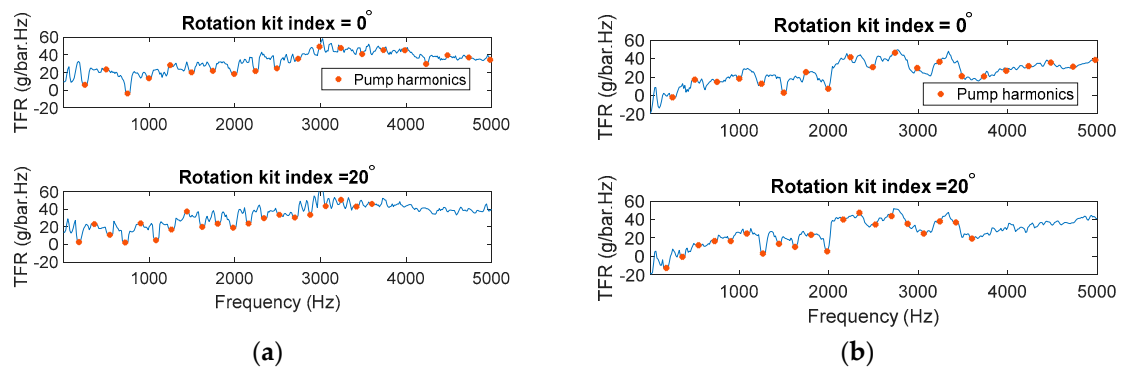 Rotation kit index = 0°
TFR (g/bar.Hz)
60
40
20
0
-20
Pump harmonics
1000 2000 3000 4000 5000
Rotation kit index =20°
TFR (g/bar.Hz)
60
40
20
0
-20
1000 2000 3000 4000 5000
Frequency (Hz)
(a)
Rotation kit index = 0°
TFR (g/bar.Hz)
60
40
20
0
-20
Pump harmonics
1000 2000 3000 4000 5000
Rotation kit index =20°
TFR (g/bar.Hz)
60
40
20
0
-20
1000 2000 3000 4000 5000
Frequency (Hz)
(b)